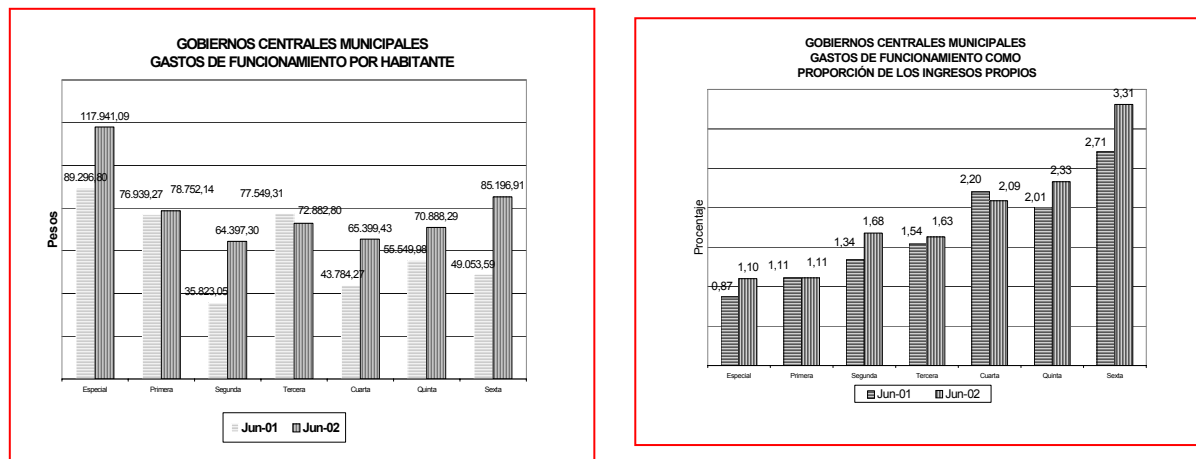 GOBIERNOS CENTRALES MUNICIPALES
GASTOS DE FUNCIONAMIENTO POR HABITANTE
Pesos
89.296,80
117.941,09
76.939,27
78.752,14
35.823,05
64.397,30
77.549,31
72.882,80
43.784,27
65.399,43
55.549,98
70.888,29
49.053,59
85.196,91
Especial
Primera
Segunda
Tercera
Cuarta
Quinta
Sexta
Jun-01
Jun-02
GOBIERNOS CENTRALES MUNICIPALES
GASTOS DE FUNCIONAMIENTO COMO
PROPORCIÓN DE LOS INGRESOS PROPIOS
Procentaje
0,87
1,10
1,11
1,11
1,34
1,68
1,54
1,63
2,20
2,09
2,01
2,33
2,71
3,31
Especial
Primera
Segunda
Tercera
Cuarta
Quinta
Sexta
Jun-01
Jun-02